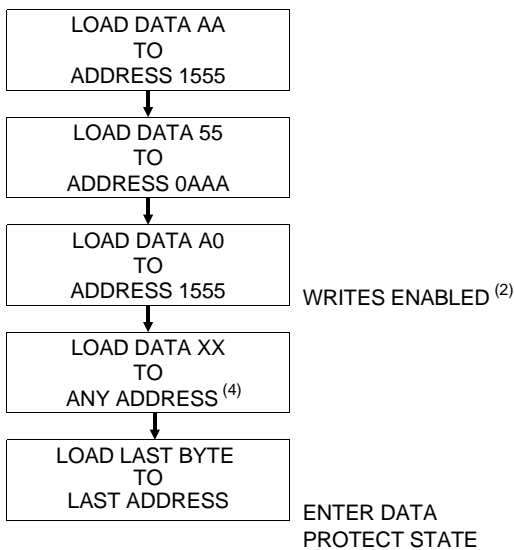 LOAD DATA AA
TO
ADDRESS 1555
LOAD DATA 55
TO
ADDRESS 0AAA
LOAD DATA A0
TO
ADDRESS 1555
WRITES ENABLED (2)
LOAD DATA XX
TO
ANY ADDRESS (4)
LOAD LAST BYTE
TO
LAST ADDRESS
ENTER DATA
PROTECT STATE